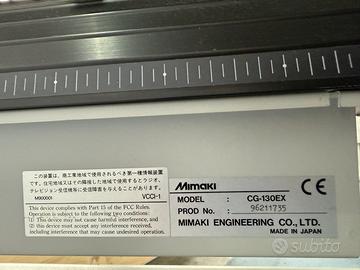 この装置は、商工業地域で使用されるべき第一種情報装置
です。住宅地域又はその隣接した地域で使用するとラジオ、
テレビジョン受信機等に受信障害を与えることがあります。
M900001
VCCI-1
This device complies with Part 15 of the FCC Rules.
Operation is subject to the following two conditions:
(1) This device may not cause harmful interference, and
(2) this device must accept any interference received,
including interference that may cause undesired operation.
Mimaki
CE
MODEL : CG-130EX
PROD No. : 96211735
MIMAKI ENGINEERING CO., LTD.
MADE IN JAPAN
subito